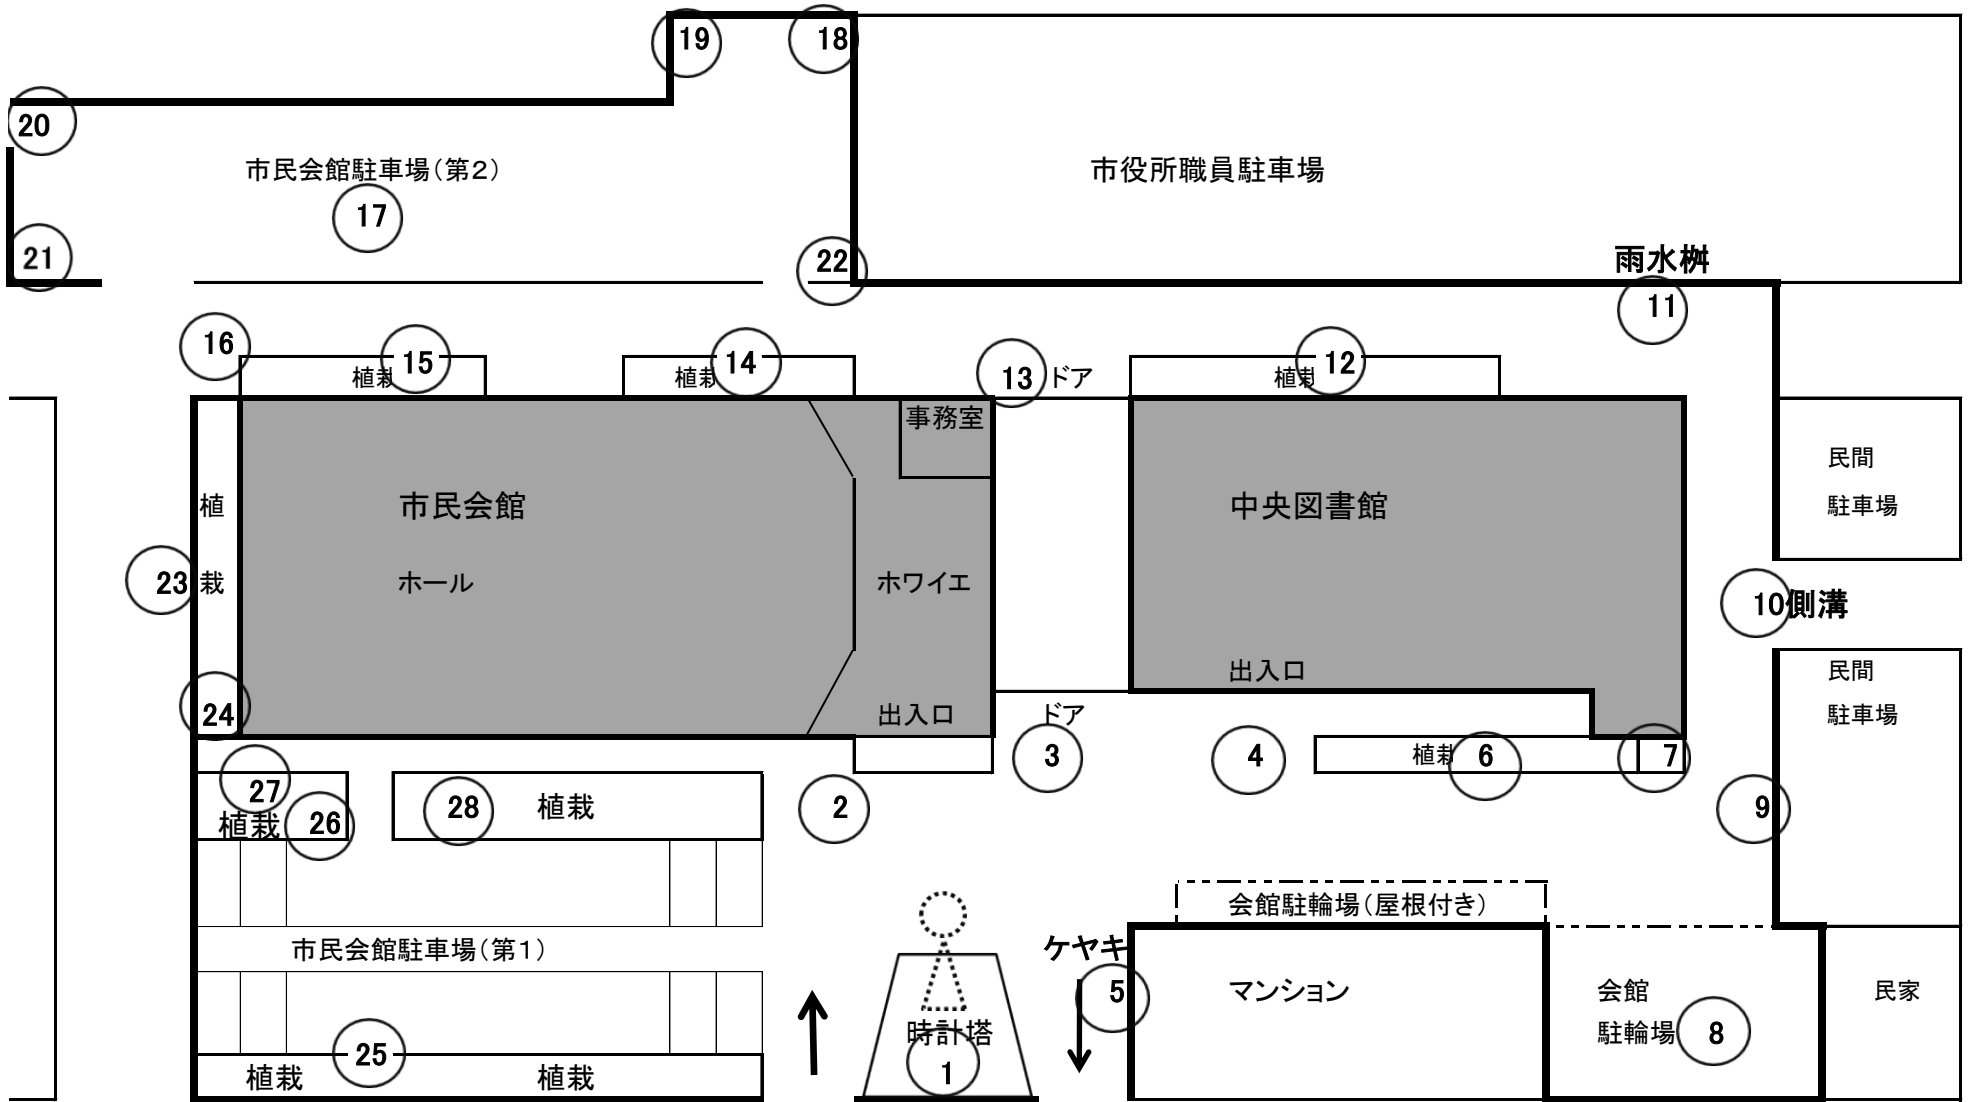 19
18
20
市民会館駐車場（第2）
市役所職員駐車場
17
21
22
雨水桝
11
16
15
植栽
14
植栽
13
ドア
12
植栽
事務室
民間
駐車場
植
栽
市民会館
ホール
ホワイエ
中央図書館
23
10側溝
出入口
民間
駐車場
24
出入口
ドア
3
4
植栽
6
7
27
植栽
26
28
植栽
2
9
会館駐輪場（屋根付き）
市民会館駐車場（第1）
ケヤキ
5
マンション
会館
駐輪場
8
民家
時計塔
1
25
植栽
植栽